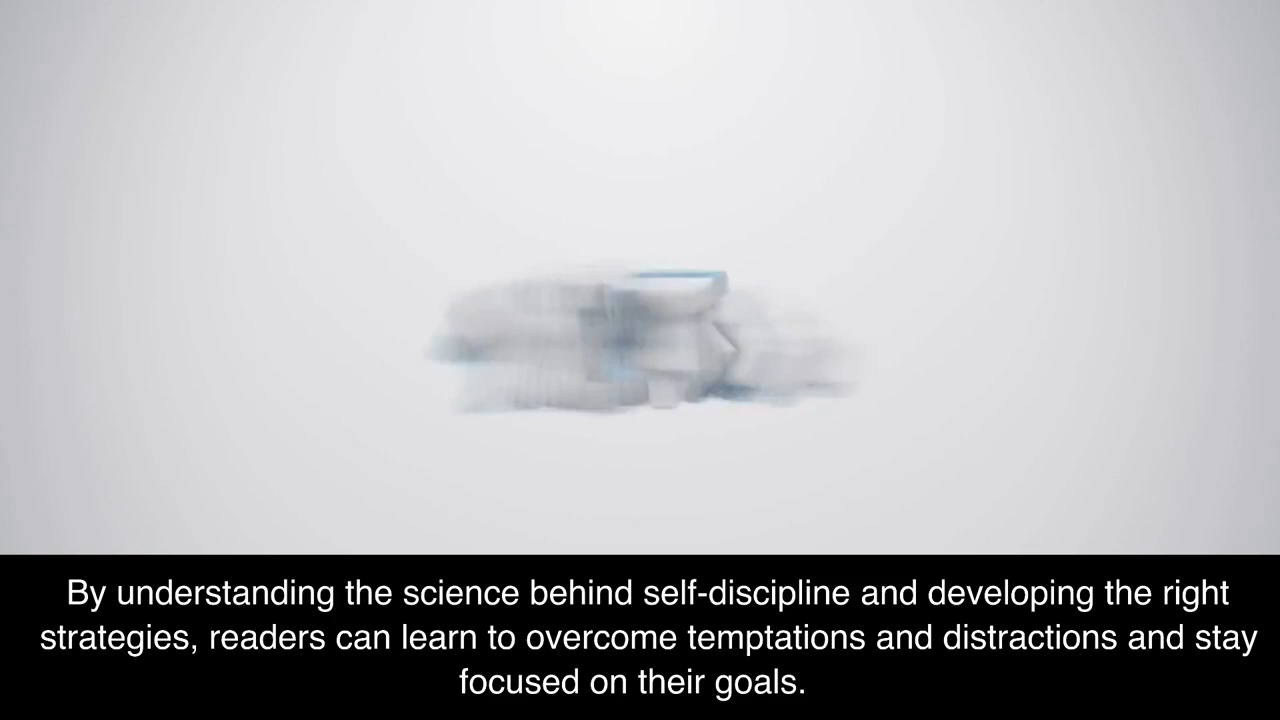 By understanding the science behind self-discipline and developing the right
strategies, readers can learn to overcome temptations and distractions and stay
focused on their goals.